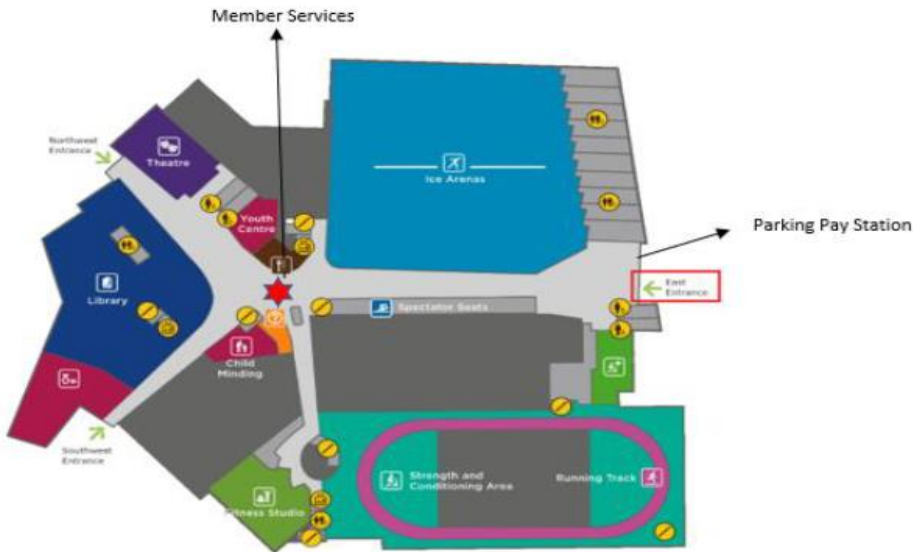 Member Services
Northwest
Entrance
Theatre
Ice Arenas
Youth
Centre
Parking Pay Station
East
Entrance
Library
Spectator Seats
Child
Minding
Southwest
Entrance
Strength and
Conditioning Area
Running Track
Fitness Studio